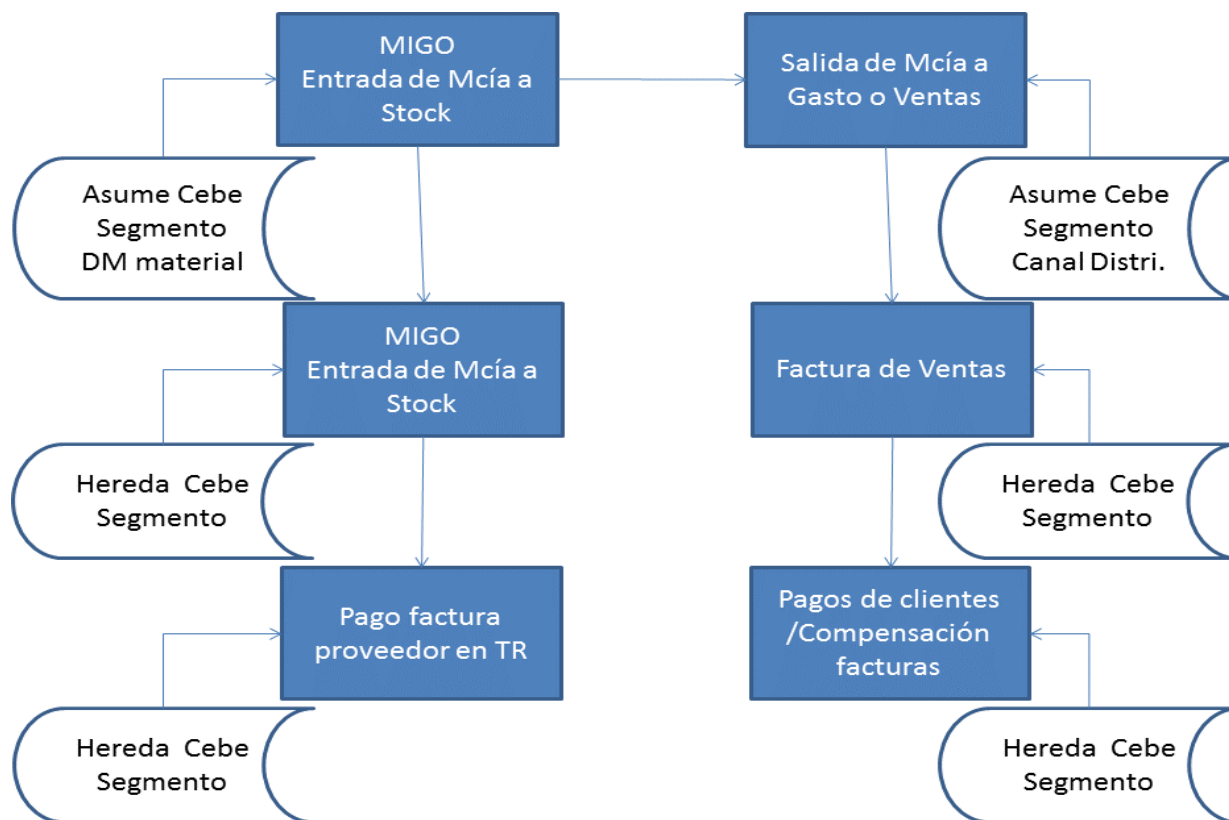 MIGO
Entrada de Mcía a
Stock
Salida de Mcía a
Gasto o Ventas
Asume Cebe
Segmento
DM material
Asume Cebe
Segmento
Canal Distri.
MIGO
Entrada de Mcía a
Stock
Factura de Ventas
Hereda Cebe
Segmento
Hereda Cebe
Segmento
Pago factura
proveedor en TR
Pagos de clientes
/Compensación
facturas
Hereda Cebe
Segmento
Hereda Cebe
Segmento